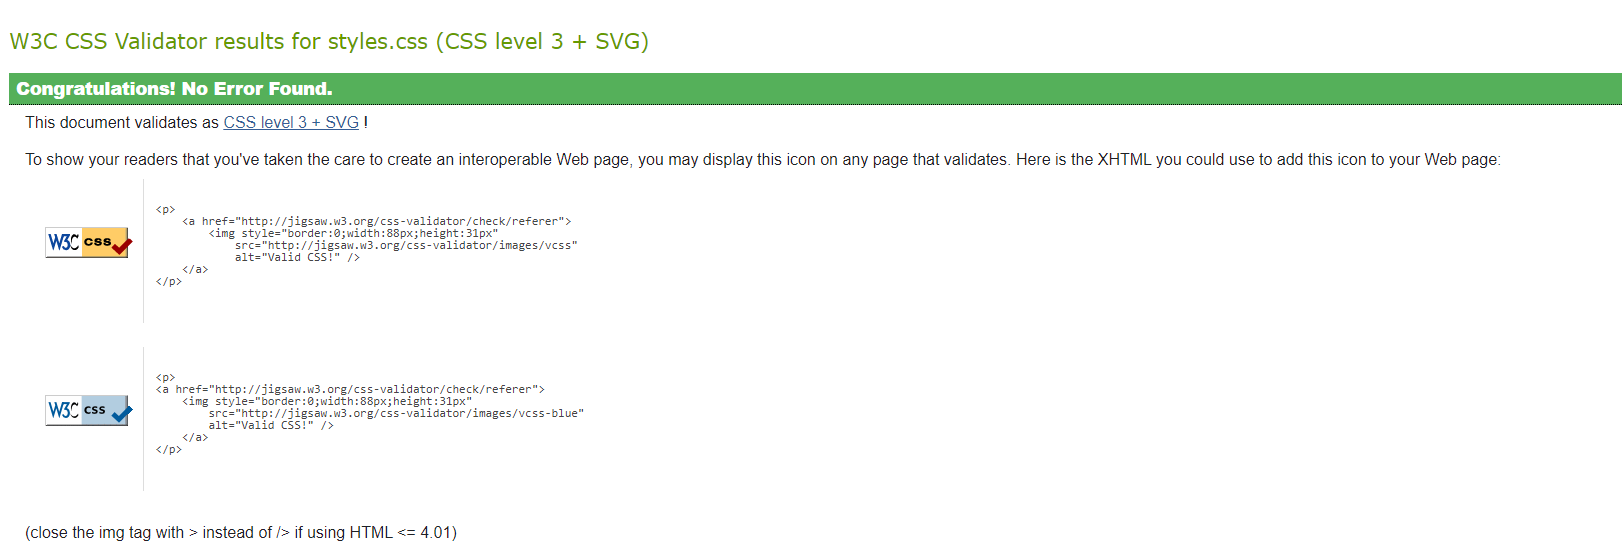 W3C CSS Validator results for styles.css (CSS level 3 + SVG)
Congratulations! No Error Found.
This document validates as CSS level 3 + SVG !
To show your readers that you've taken the care to create an interoperable Web page, you may display this icon on any page that validates. Here is the XHTML you could use to add this icon to your Web page:
W3C css
<p>
    <a href="http://jigsaw.w3.org/css-validator/check/referer">
        <img style="border:0;width:88px;height:31px"
            src="http://jigsaw.w3.org/css-validator/images/vcss"
            alt="Valid CSS!" />
    </a>
</p>
W3C css
<p>
<a href="http://jigsaw.w3.org/css-validator/check/referer">
    <img style="border:0;width:88px;height:31px"
        src="http://jigsaw.w3.org/css-validator/images/vcss-blue"
        alt="Valid CSS!" />
    </a>
</p>
(close the img tag with > instead of /> if using HTML <= 4.01)